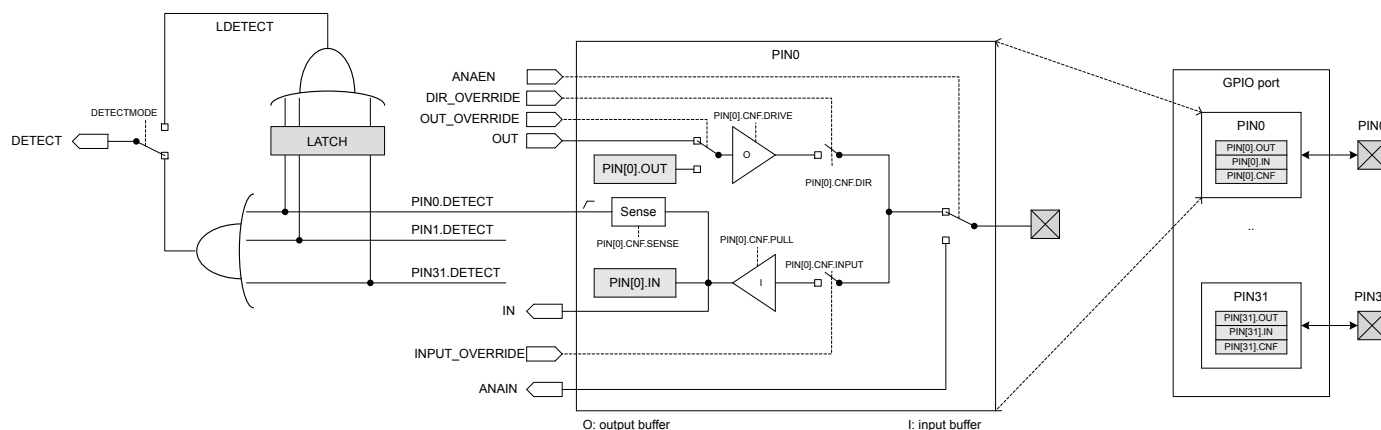 LDETECT
PIN0
ANAEN
GPIO port
DIR_OVERRIDE
DETECTMODE
PIN[0].CNF.DRIVE
OUT_OVERRIDE
PIN0
DETECT
LATCH
OUT
O
PIN[0].OUT
PIN[0].IN
PIN[0].CNF
PIN[0].OUT
PIN[0].CNF.DIR
PIN0.DETECT
Sense
PIN1.DETECT
PIN[0].CNF.SENSE
PIN[0].CNF.PULL
..
PIN[0].CNF.INPUT
PIN31.DETECT
PIN[0].IN
I
PIN31
IN
PIN[31].OUT
PIN[31].IN
PIN[31].CNF
INPUT_OVERRIDE
ANAIN
O: output buffer
I: input buffer